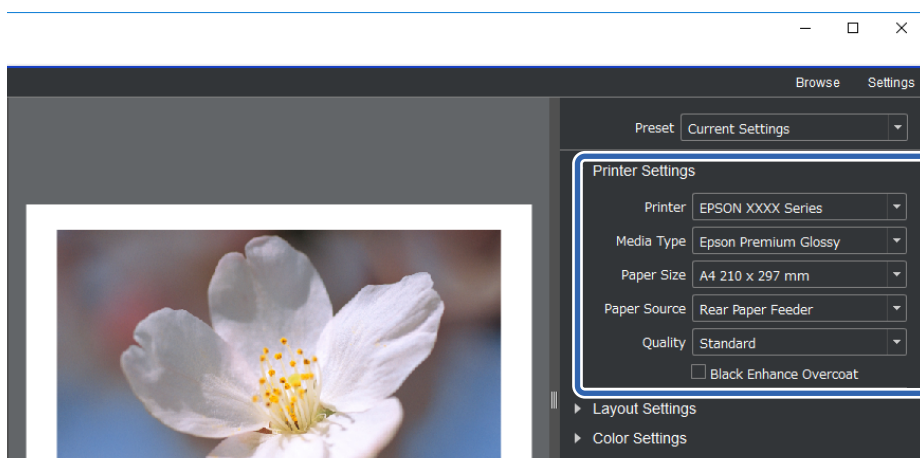 Browse Settings
Preset Current Settings
Printer Settings
Printer EPSON XXXX Series
Media Type Epson Premium Glossy
Paper Size A4 210 x 297 mm
Paper Source Rear Paper Feeder
Quality Standard
Black Enhance Overcoat
Layout Settings
Color Settings